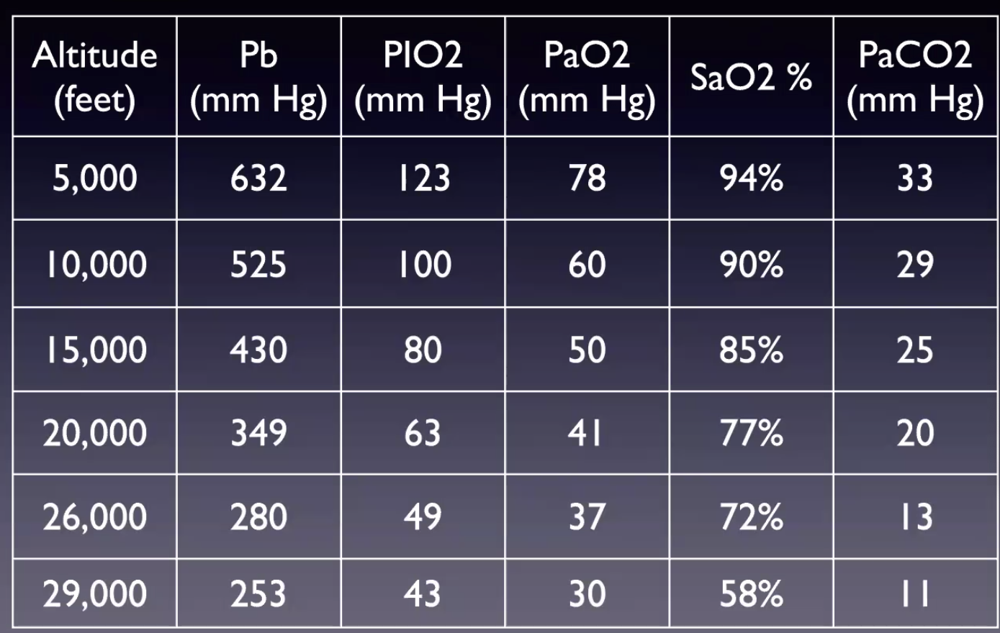 Altitude (feet) Pb (mm Hg) PIO2 (mm Hg) PaO2 (mm Hg) SaO2 % PaCO2 (mm Hg)
5,000 632 123 78 94% 33
10,000 525 100 60 90% 29
15,000 430 80 50 85% 25
20,000 349 63 41 77% 20
26,000 280 49 37 72% 13
29,000 253 43 30 58% 11